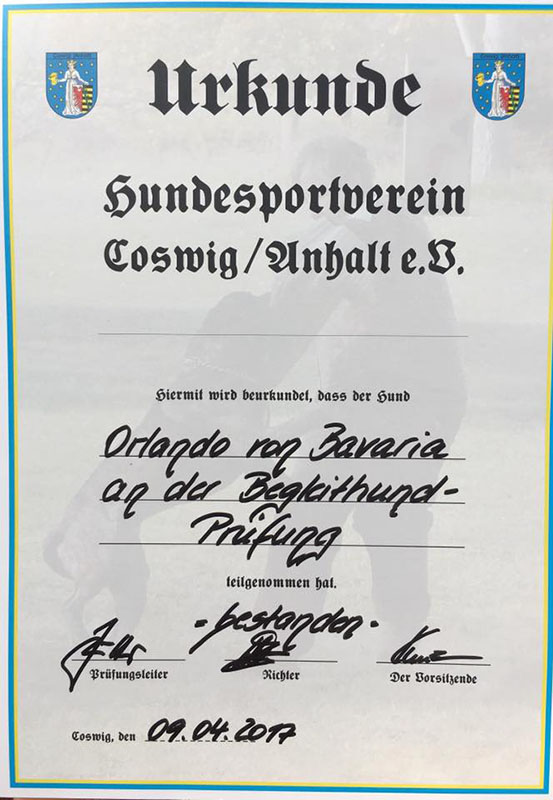 Urkunde
Hundesportverein
Coswig/Anhalt e.V.
Hiermit wird beurkundet, dass der Hund
Orlando von Bavaria
an der Begleithund-
Prüfung
teilgenommen hat.
- bestanden -
Prüfungsleiter Richter Der Vorsitzende
Coswig, den 09.04.2017